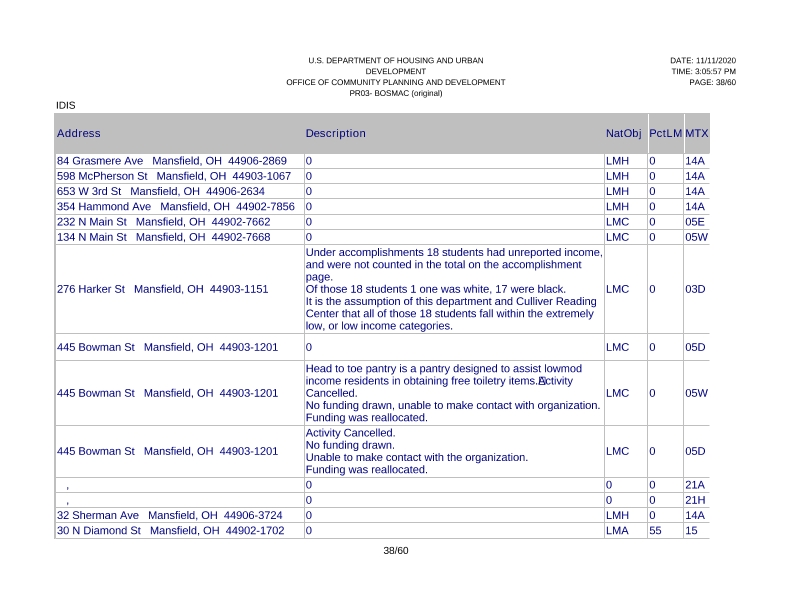 U.S. DEPARTMENT OF HOUSING AND URBAN
DEVELOPMENT
OFFICE OF COMMUNITY PLANNING AND DEVELOPMENT
PR03- BOSMAC (original)
DATE: 11/11/2020
TIME: 3:05:57 PM
PAGE: 38/60
IDIS
Address Description NatObj PctLM MTX
84 Grasmere Ave Mansfield, OH 44906-2869 0 LMH 0 14A
598 McPherson St Mansfield, OH 44903-1067 0 LMH 0 14A
653 W 3rd St Mansfield, OH 44906-2634 0 LMH 0 14A
354 Hammond Ave Mansfield, OH 44902-7856 0 LMH 0 14A
232 N Main St Mansfield, OH 44902-7662 0 LMC 0 05E
134 N Main St Mansfield, OH 44902-7668 0 LMC 0 05W
Under accomplishments 18 students had unreported income,
and were not counted in the total on the accomplishment
page.
Of those 18 students 1 one was white, 17 were black.
276 Harker St Mansfield, OH 44903-1151 LMC 0 03D
It is the assumption of this department and Culliver Reading
Center that all of those 18 students fall within the extremely
low, or low income categories.
445 Bowman St Mansfield, OH 44903-1201 0 LMC 0 05D
Head to toe pantry is a pantry designed to assist lowmod
income residents in obtaining free toiletry items.Activity
445 Bowman St Mansfield, OH 44903-1201 Cancelled. LMC 0 05W
No funding drawn, unable to make contact with organization.
Funding was reallocated.
Activity Cancelled.
No funding drawn.
445 Bowman St Mansfield, OH 44903-1201 LMC 0 05D
Unable to make contact with the organization.
Funding was reallocated.
, 0 0 0 21A
, 0 0 0 21H
32 Sherman Ave Mansfield, OH 44906-3724 0 LMH 0 14A
30 N Diamond St Mansfield, OH 44902-1702 0 LMA 55 15
38/60